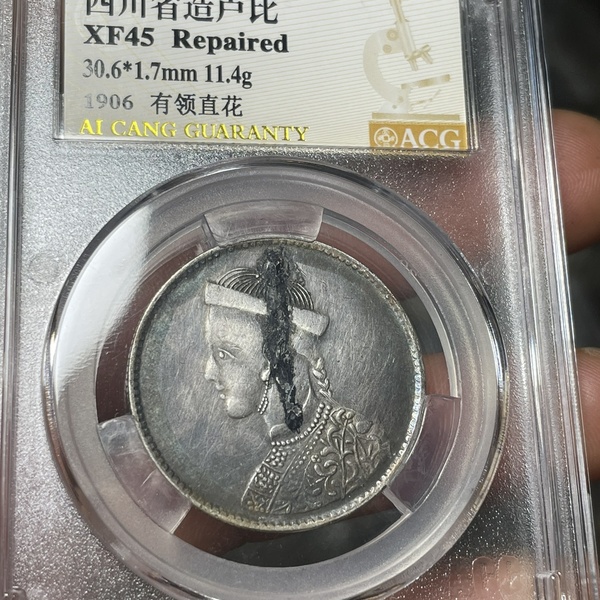 四川省造卢比
XF45 Repaired
30.6*1.7mm 11.4g
1906 有领直花
AI CANG GUARANTY
ACG